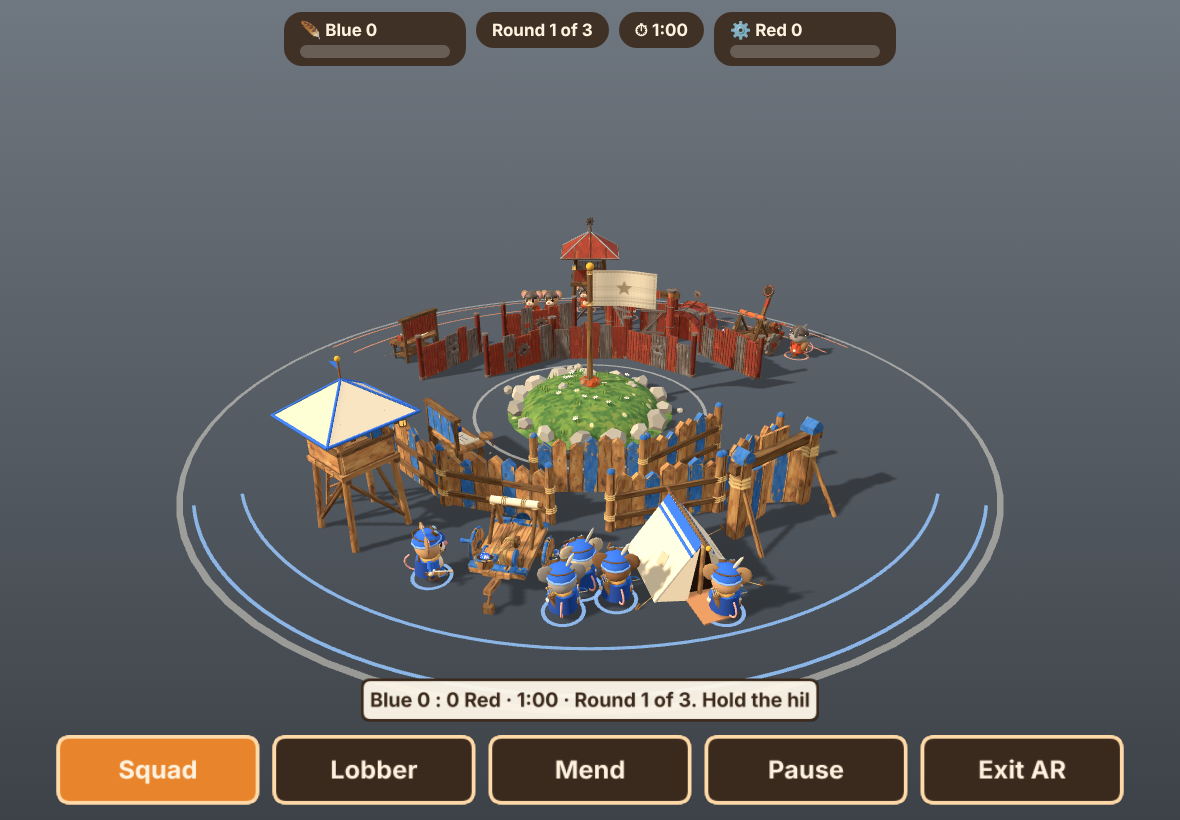 Blue 0
Round 1 of 3
1:00
Red 0
Blue 0 : 0 Red · 1:00 · Round 1 of 3. Hold the hil
Squad
Lobber
Mend
Pause
Exit AR